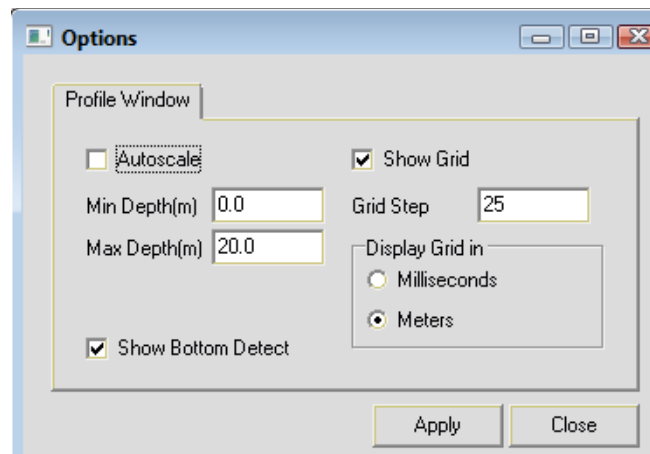 Options
Profile Window
Autoscale
Show Grid
Min Depth(m) 0.0
Grid Step 25
Max Depth(m) 20.0
Display Grid in
Milliseconds
Meters
Show Bottom Detect
Apply
Close